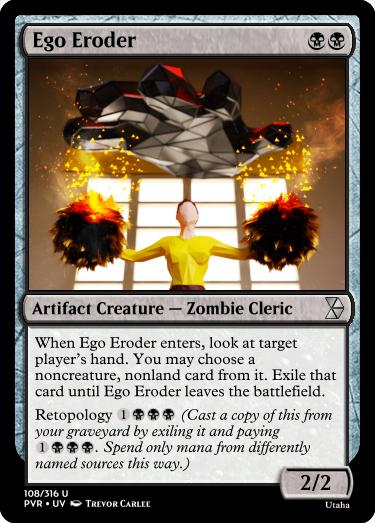 Ego Eroder
Artifact Creature — Zombie Cleric
When Ego Eroder enters, look at target
player's hand. You may choose a
noncreature, nonland card from it. Exile that
card until Ego Eroder leaves the battlefield.
Retopology 1 (Cast a copy of this from
your graveyard by exiling it and paying
1. Spend only mana from differently
named sources this way.)
2/2
108/316 U
PVR • UV Trevor Carlee
Utaha